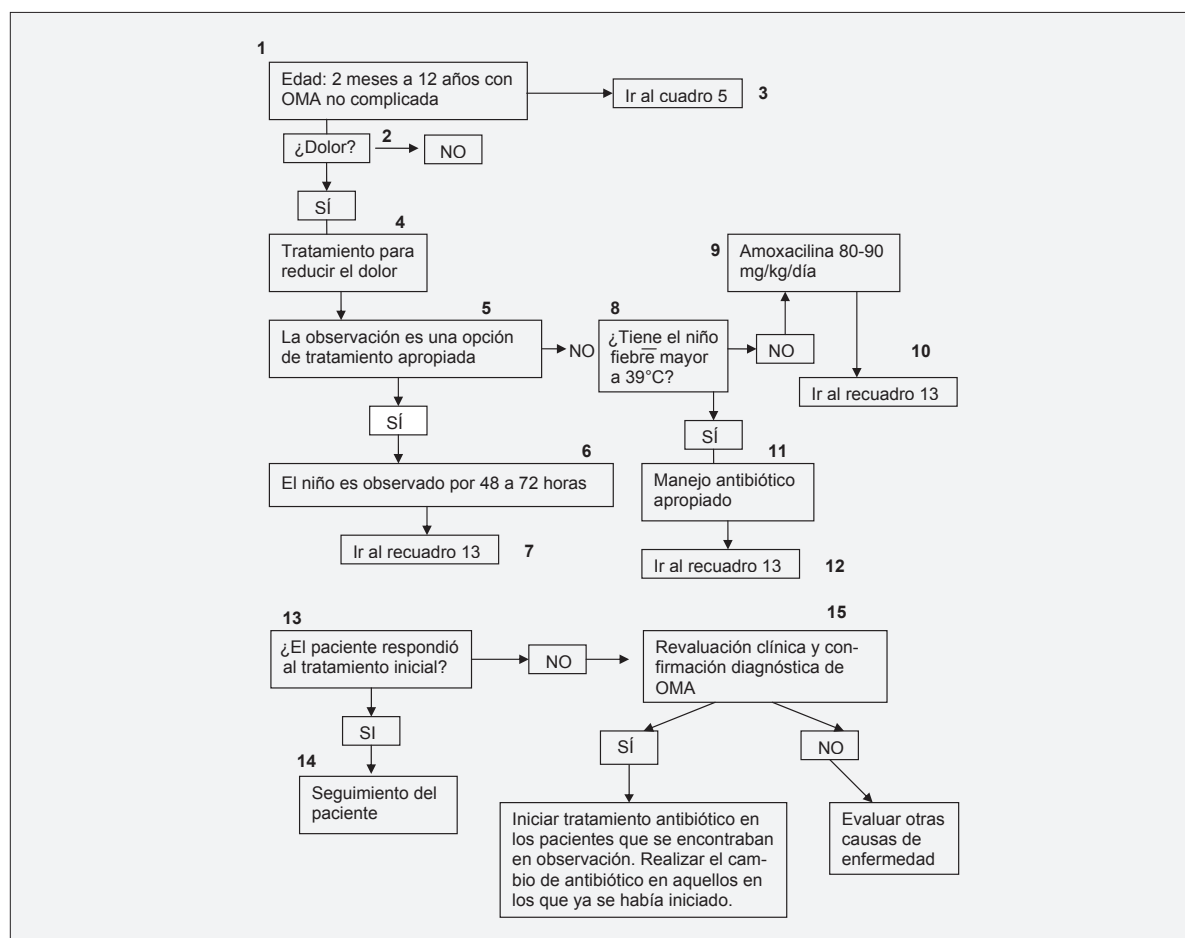 1
Edad: 2 meses a 12 años con
OMA no complicada
Ir al cuadro 5
3
¿Dolor?
2
NO
SÍ
4
Tratamiento para
reducir el dolor
5
La observación es una opción
de tratamiento apropiada
NO
8
¿Tiene el niño
fiebre mayor
a 39°C?
NO
9
Amoxacilina 80-90
mg/kg/día
10
Ir al recuadro 13
SÍ
6
El niño es observado por 48 a 72 horas
Ir al recuadro 13
7
SÍ
11
Manejo antibiótico
apropiado
Ir al recuadro 13
12
13
¿El paciente respondió
al tratamiento inicial?
NO
15
Revaluación clínica y con-
firmación diagnóstica de
OMA
SI
14
Seguimiento del
paciente
SÍ
NO
Iniciar tratamiento antibiótico en
los pacientes que se encontraban
en observación. Realizar el cam-
bio de antibiótico en aquellos en
los que ya se había iniciado.
Evaluar otras
causas de
enfermedad